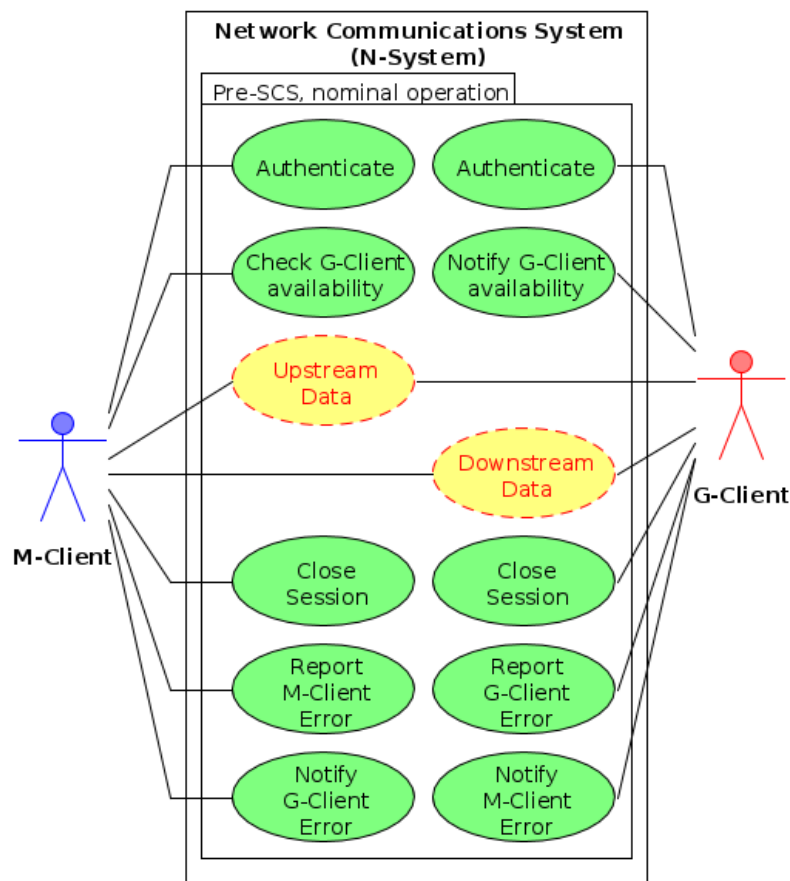 Network Communications System
(N-System)
Pre-SCS, nominal operation
Authenticate
Authenticate
Check G-Client
availability
Notify G-Client
availability
Upstream
Data
Downstream
Data
M-Client
G-Client
Close
Session
Close
Session
Report
M-Client
Error
Report
G-Client
Error
Notify
G-Client
Error
Notify
M-Client
Error